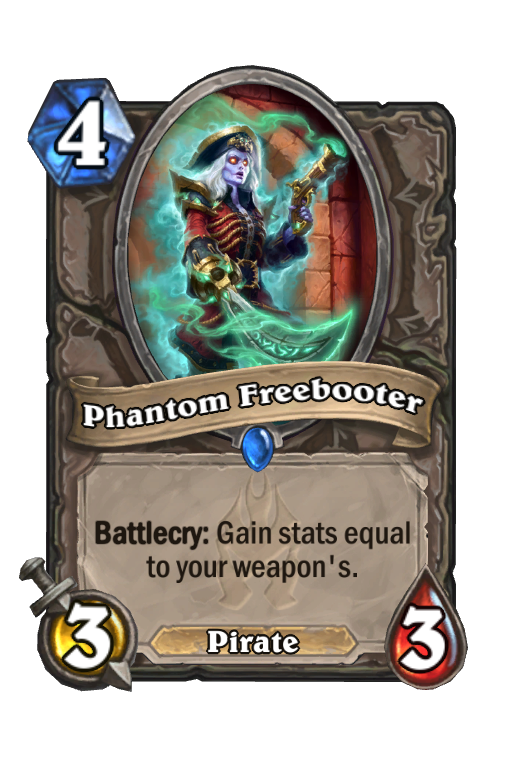 4
Phantom Freebooter
Battlecry: Gain stats equal
to your weapon's.
3
Pirate
3